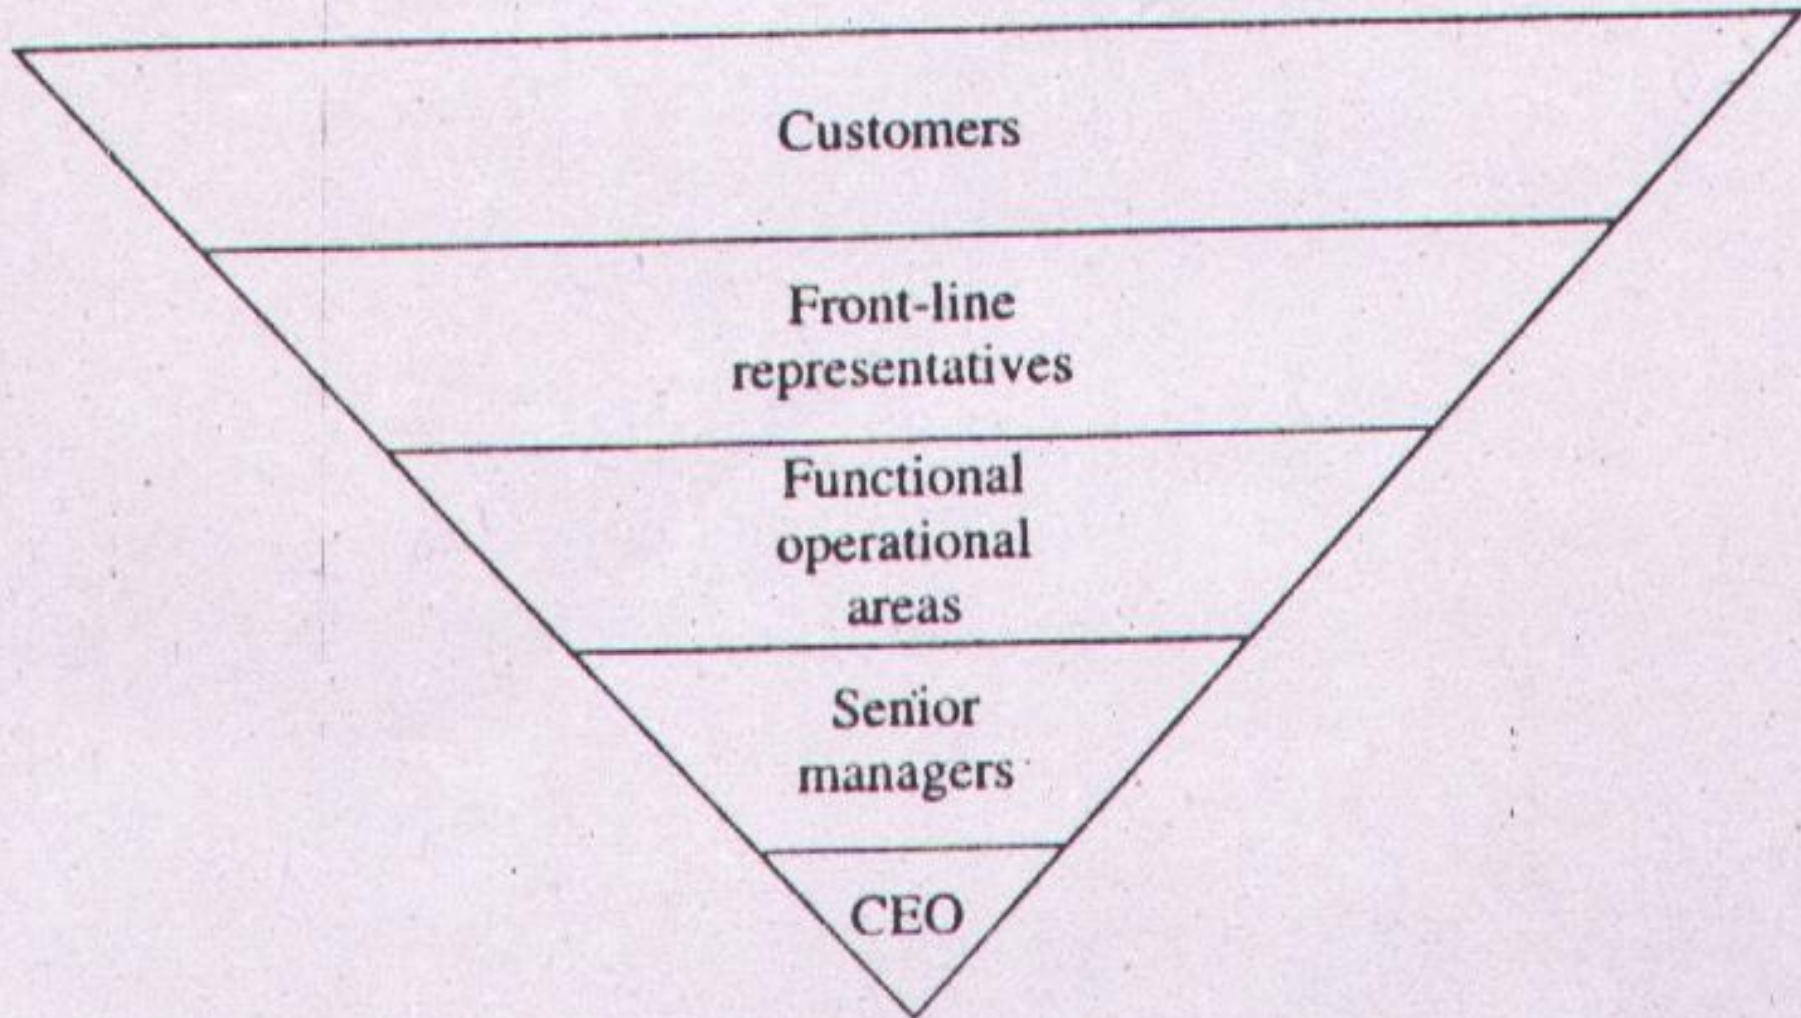 Customers
Front-line
representatives
Functional
operational
areas
Senior
managers
CEO